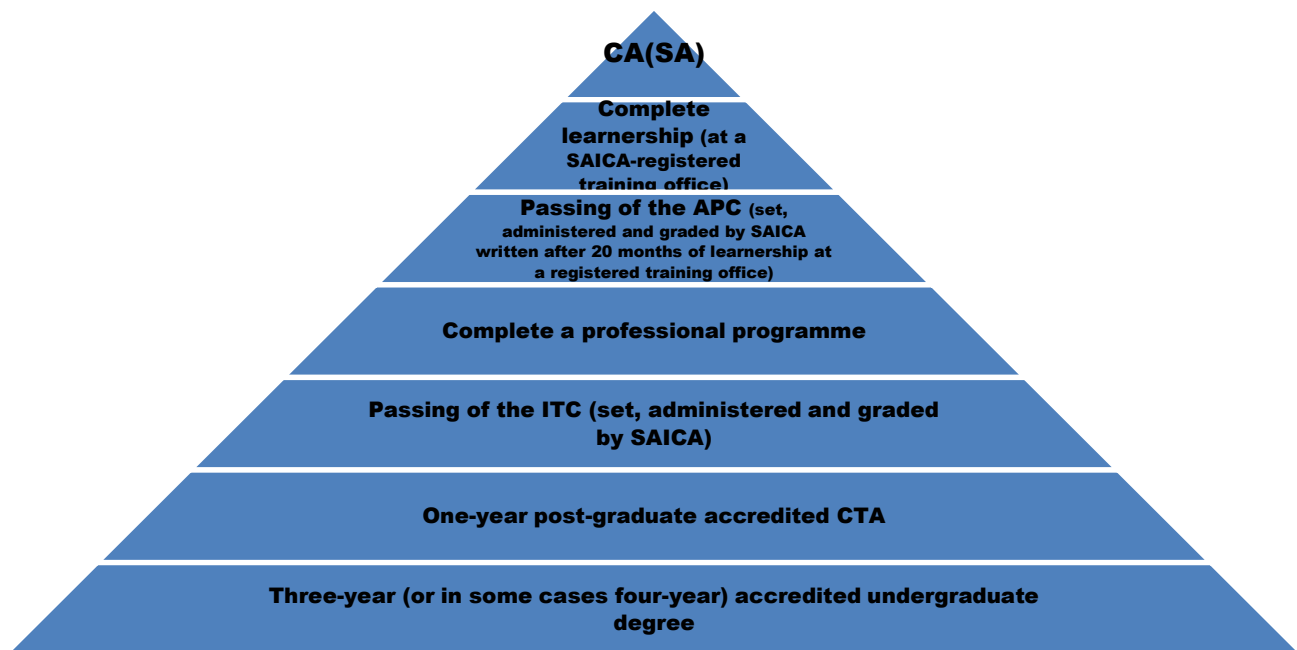 CA(SA)
Complete
learnership (at a
SAICA-registered
training office)
Passing of the APC (set,
administered and graded by SAICA
written after 20 months of learnership at
a registered training office)
Complete a professional programme
Passing of the ITC (set, administered and graded
by SAICA)
One-year post-graduate accredited CTA
Three-year (or in some cases four-year) accredited undergraduate
degree